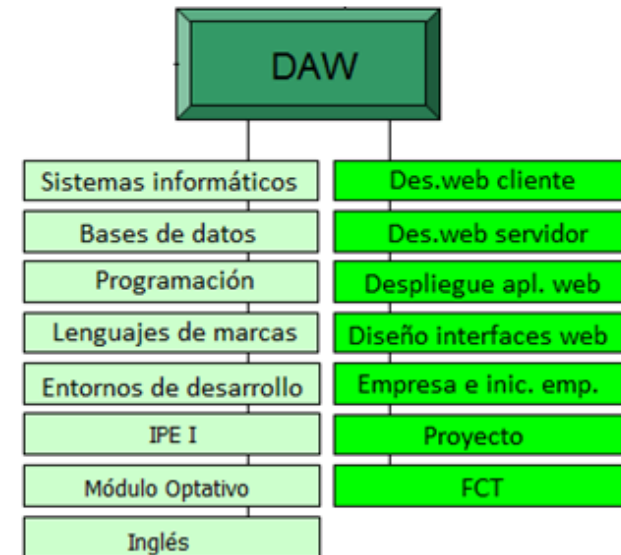 DAW
Sistemas informáticos
Bases de datos
Programación
Lenguajes de marcas
Entornos de desarrollo
IPE I
Módulo Optativo
Inglés
Des.web cliente
Des.web servidor
Despliegue apl. web
Diseño interfaces web
Empresa e inic. emp.
Proyecto
FCT